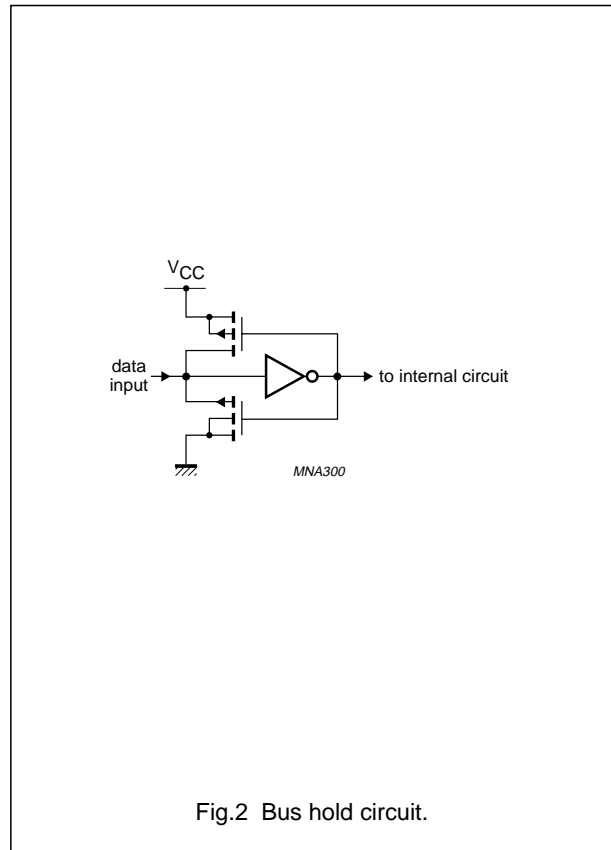 VCC
data
input
to internal circuit
MNA300
Fig.2 Bus hold circuit.